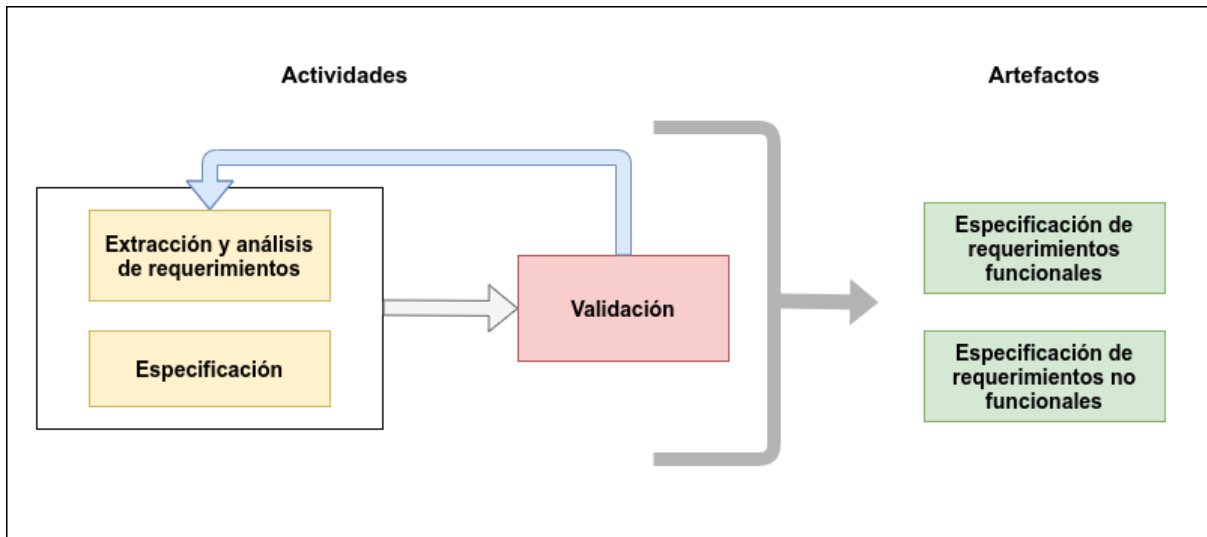 Actividades
Artefactos
Extracción y análisis
de requerimientos
Especificación
Validación
Especificación de
requerimientos
funcionales
Especificación de
requerimientos no
funcionales